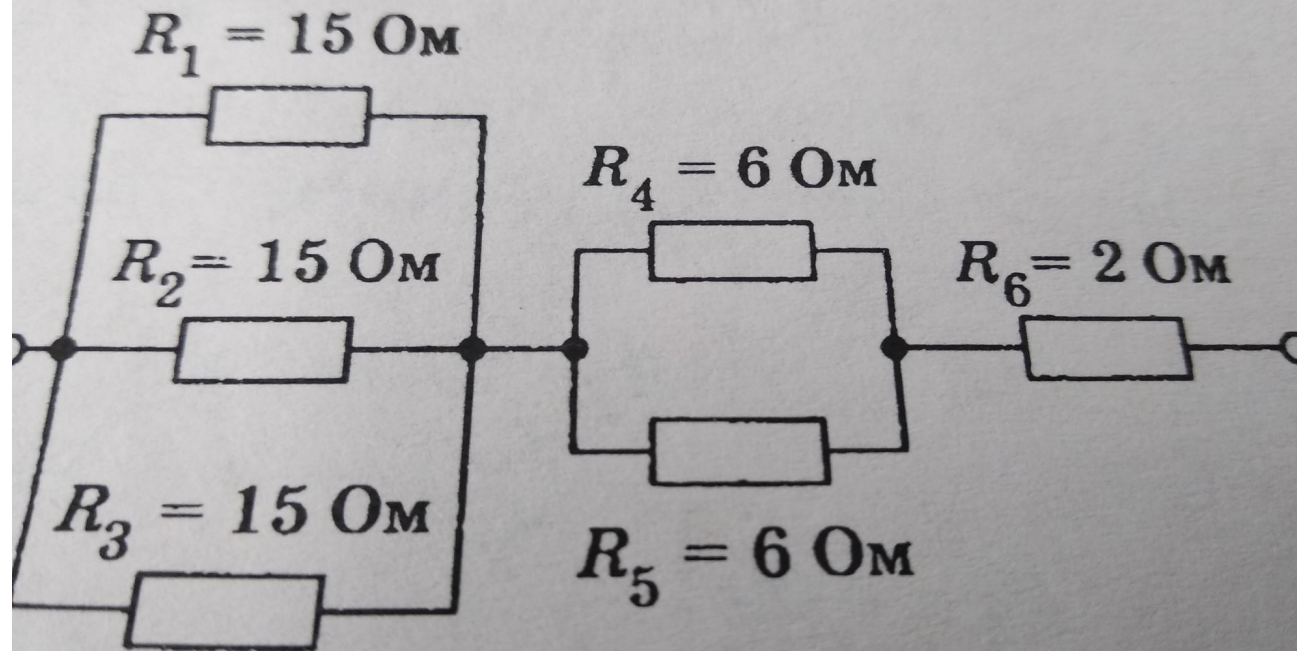 R₁ = 15 Ом
R₄ = 6 Ом
R₂ = 15 Ом
R₆ = 2 Ом
R₃ = 15 Ом
R₅ = 6 Ом